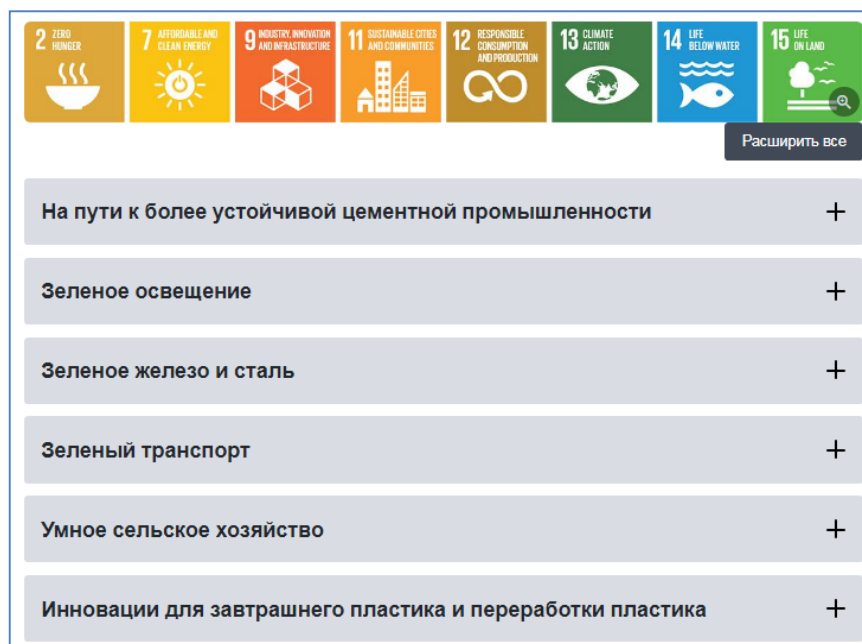 2 ZERO HUNGER
7 AFFORDABLE AND CLEAN ENERGY
9 INDUSTRY, INNOVATION AND INFRASTRUCTURE
11 SUSTAINABLE CITIES AND COMMUNITIES
12 RESPONSIBLE CONSUMPTION AND PRODUCTION
13 CLIMATE ACTION
14 LIFE BELOW WATER
15 LIFE ON LAND
Расширить все
На пути к более устойчивой цементной промышленности
Зеленое освещение
Зеленое железо и сталь
Зеленый транспорт
Умное сельское хозяйство
Инновации для завтрашнего пластика и переработки пластика